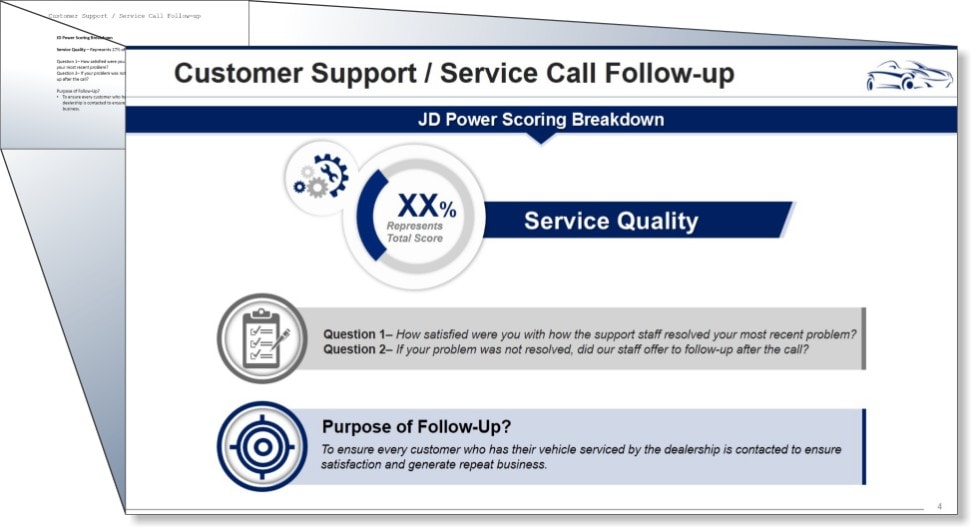 Customer Support / Service Call Follow-up
JD Power Scoring Breakdown
Service Quality – Represents 27% of
Question 1– How satisfied were you
your most recent problem?
Question 2– If your problem was not
up after the call?
Purpose of Follow-Up?
• To ensure every customer who
dealership is contacted to ensure
business.
Customer Support / Service Call Follow-up
JD Power Scoring Breakdown
XX%
Represents
Total Score
Service Quality
Question 1– How satisfied were you with how the support staff resolved your most recent problem?
Question 2– If your problem was not resolved, did our staff offer to follow-up after the call?
Purpose of Follow-Up?
To ensure every customer who has their vehicle serviced by the dealership is contacted to ensure
satisfaction and generate repeat business.
4